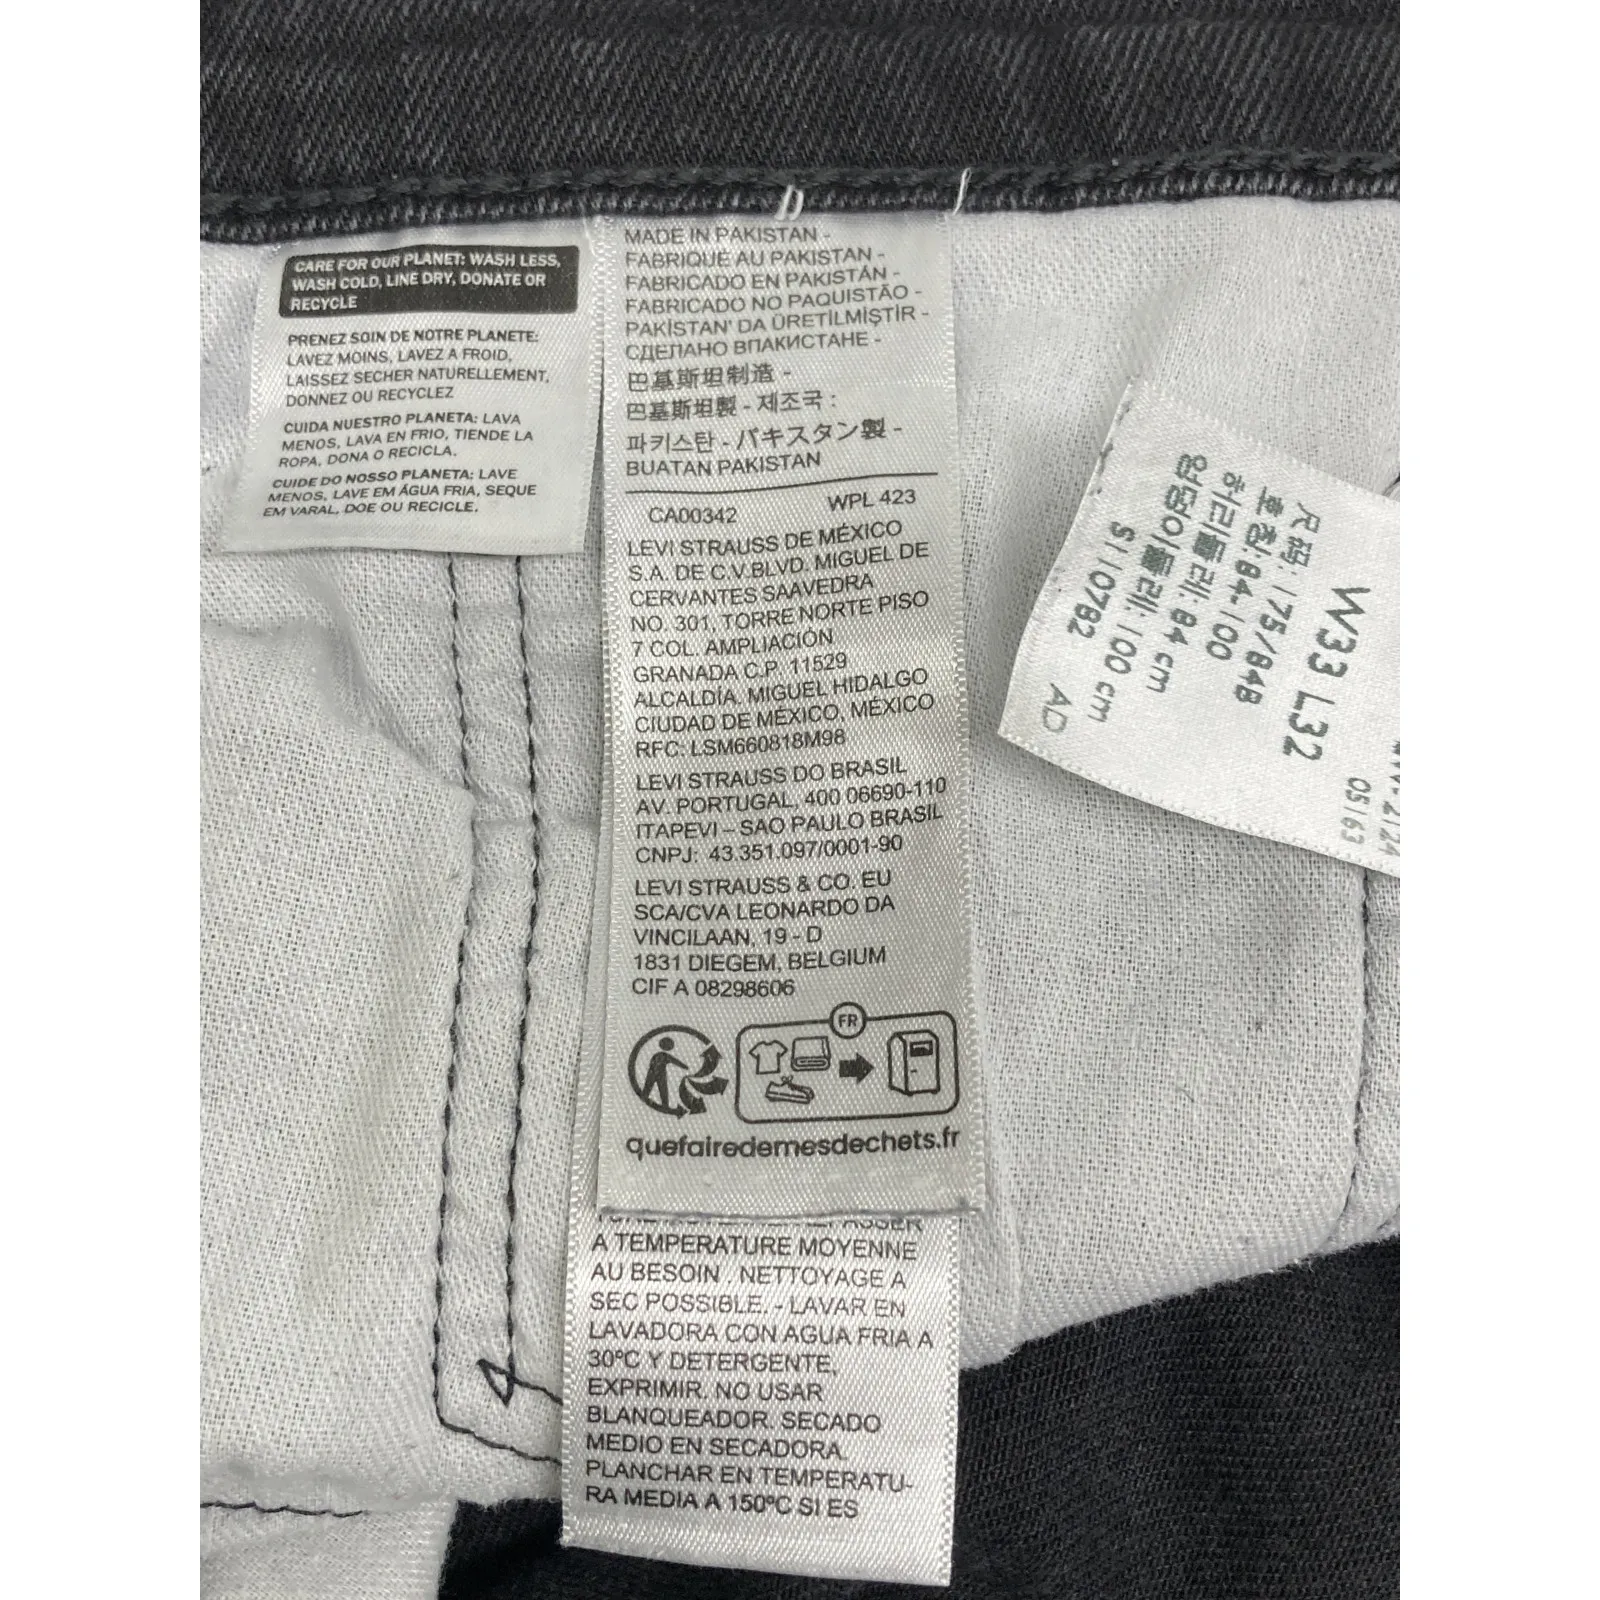 CARE FOR OUR PLANET: WASH LESS,
WASH COLD, LINE DRY, DONATE OR
RECYCLE
PRENEZ SOIN DE NOTRE PLANETE:
LAVEZ MOINS, LAVEZ A FROID,
LAISSEZ SECHER NATURELLEMENT,
DONNEZ OU RECYCLEZ
CUIDA NUESTRO PLANETA: LAVA
MENOS, LAVA EN FRIO, TIENDE LA
ROPA, DONA O RECICLA.
CUIDE DO NOSSO PLANETA: LAVE
MENOS, LAVE EM ÁGUA FRIA, SEQUE
EM VARAL, DOE OU RECICLE.
MADE IN PAKISTAN -
FABRIQUE AU PAKISTAN -
FABRICADO EN PAKISTÁN -
FABRICADO NO PAQUISTÃO -
PAKİSTAN' DA ÜRETİLMİŞTİR -
СДЕЛАНО ВПАКИСТАНЕ -
巴基斯坦制造 -
巴基斯坦製 - 제조국 :
파키스탄 - パキスタン製 -
BUATAN PAKISTAN
CA00342 WPL 423
LEVI STRAUSS DE MÉXICO
S.A. DE C.V.BLVD. MIGUEL DE
CERVANTES SAAVEDRA
NO. 301, TORRE NORTE PISO
7 COL. AMPLIACIÓN
GRANADA C.P. 11529
ALCALDÍA. MIGUEL HIDALGO
CIUDAD DE MÉXICO, MÉXICO
RFC: LSM660818M98
LEVI STRAUSS DO BRASIL
AV. PORTUGAL, 400 06690-110
ITAPEVI – SAO PAULO BRASIL
CNPJ: 43.351.097/0001-90
LEVI STRAUSS & CO. EU
SCA/CVA LEONARDO DA
VINCILAAN, 19 - D
1831 DIEGEM, BELGIUM
CIF A 08298606
FR
quefairedemesdechets.fr
A TEMPERATURE MOYENNE
AU BESOIN . NETTOYAGE A
SEC POSSIBLE. - LAVAR EN
LAVADORA CON AGUA FRIA A
30ºC Y DETERGENTE,
EXPRIMIR. NO USAR
BLANQUEADOR. SECADO
MEDIO EN SECADORA.
PLANCHAR EN TEMPERATU-
RA MEDIA A 150ºC SI ES
05163
W33 L32
尺码: 175/84B
호칭: 84-100
허리둘레: 84 cm
엉덩이둘레: 100 cm
S110782 AD